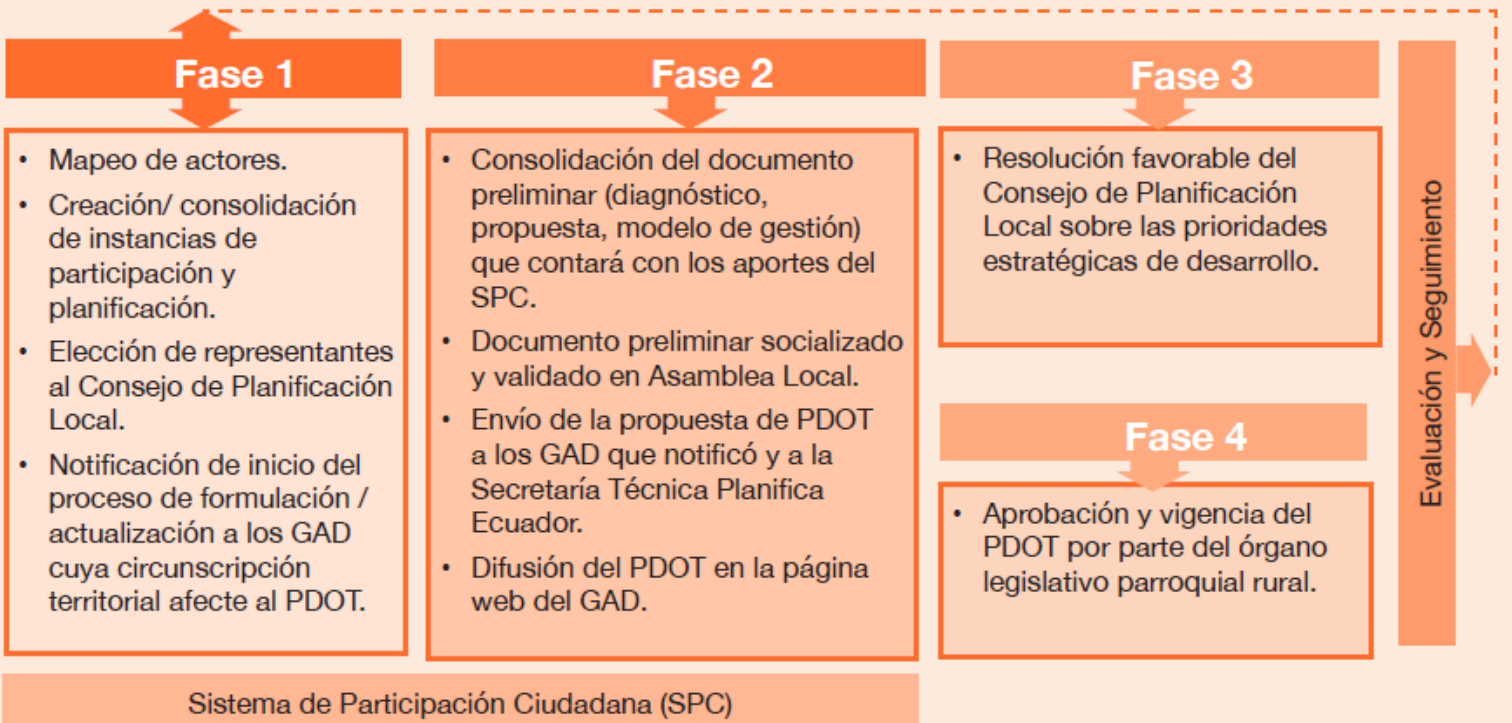 Fase 1
• Mapeo de actores.
• Creación/ consolidación
de instancias de
participación y
planificación.
• Elección de representantes
al Consejo de Planificación
Local.
• Notificación de inicio del
proceso de formulación /
actualización a los GAD
cuya circunscripción
territorial afecte al PDOT.
Fase 2
• Consolidación del documento
preliminar (diagnóstico,
propuesta, modelo de gestión)
que contará con los aportes del
SPC.
• Documento preliminar socializado
y validado en Asamblea Local.
• Envío de la propuesta de PDOT
a los GAD que notificó y a la
Secretaría Técnica Planifica
Ecuador.
• Difusión del PDOT en la página
web del GAD.
Sistema de Participación Ciudadana (SPC)
Fase 3
• Resolución favorable del
Consejo de Planificación
Local sobre las prioridades
estratégicas de desarrollo.
Fase 4
• Aprobación y vigencia del
PDOT por parte del órgano
legislativo parroquial rural.
Evaluación y Seguimiento